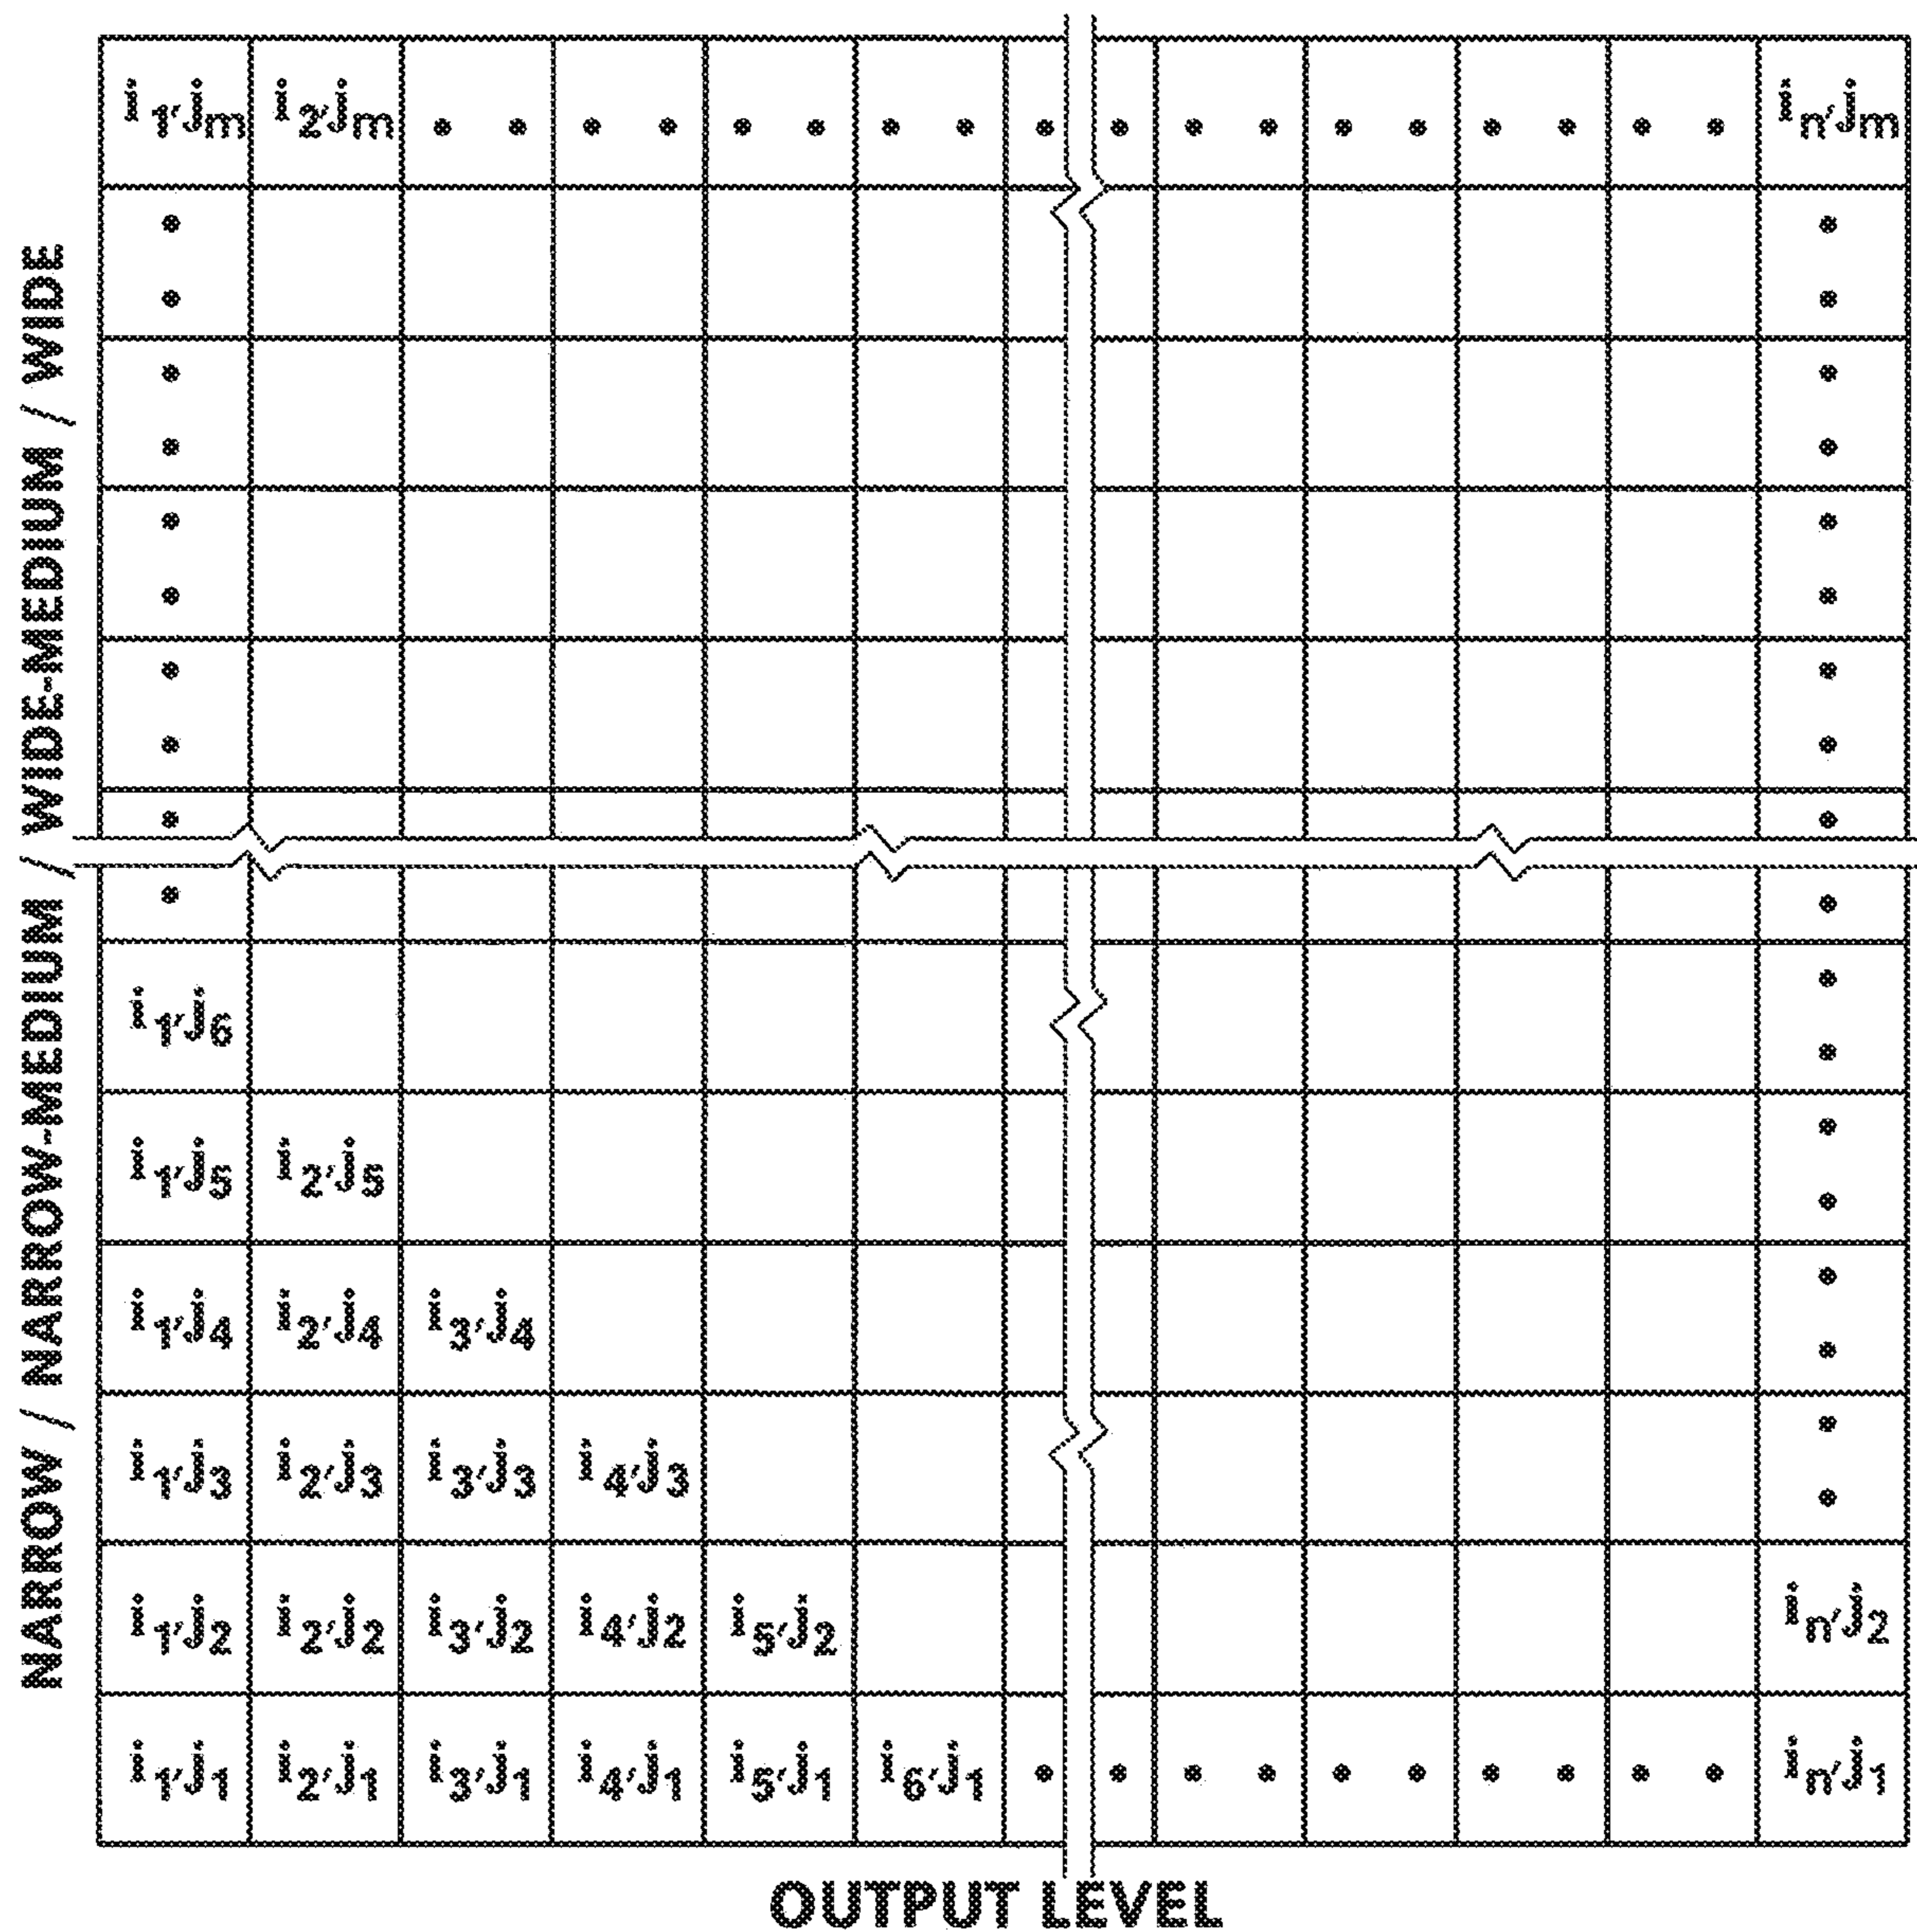 i1,jm i2,jm • • • • • • • • • • • • • • • • • • in,jm
i1,j6
i1,j5 i2,j5
i1,j4 i2,j4 i3,j4
i1,j3 i2,j3 i3,j3 i4,j3
i1,j2 i2,j2 i3,j2 i4,j2 i5,j2 in,j2
i1,j1 i2,j1 i3,j1 i4,j1 i5,j1 i6,j1 • • • • • • • • • • in,j1
NARROW / NARROW-MEDIUM / WIDE-MEDIUM / WIDE
OUTPUT LEVEL